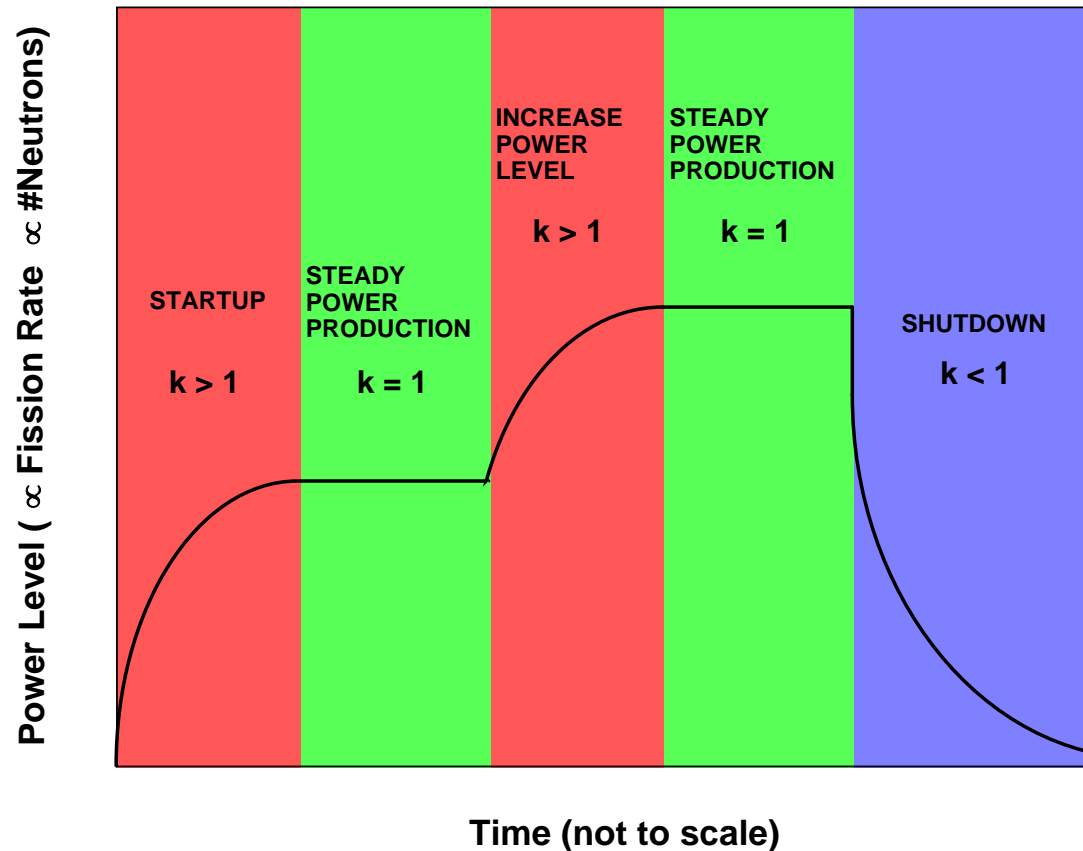 Power Level ( ∝ Fission Rate ∝ #Neutrons)
STARTUP
k > 1
STEADY
POWER
PRODUCTION
k = 1
INCREASE
POWER
LEVEL
k > 1
STEADY
POWER
PRODUCTION
k = 1
SHUTDOWN
k < 1
Time (not to scale)